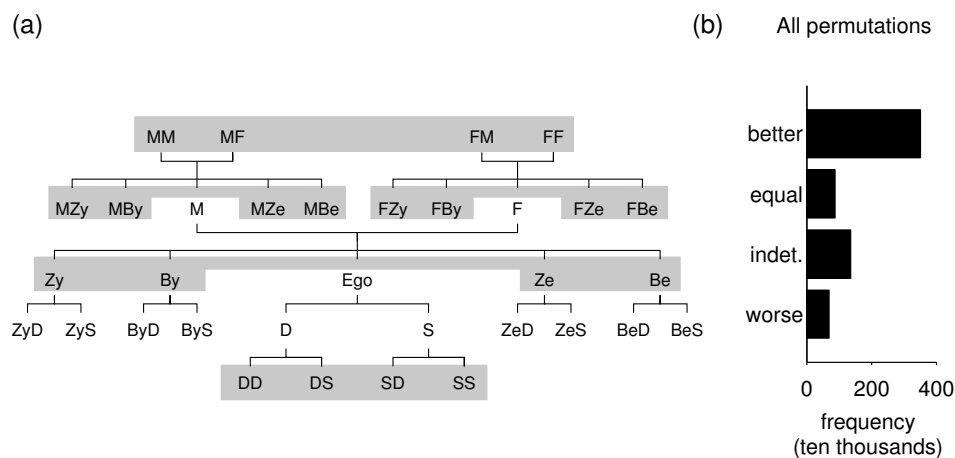 (a)
MM MF FM FF
MZy MBy M MZe MBe FZy FBy F FZe FBe
Zy By Ego Ze Be
ZyD ZyS ByD ByS D S ZeD ZeS BeD BeS
DD DS SD SS
(b) All permutations
better
equal
indet.
worse
0 200 400
frequency
(ten thousands)